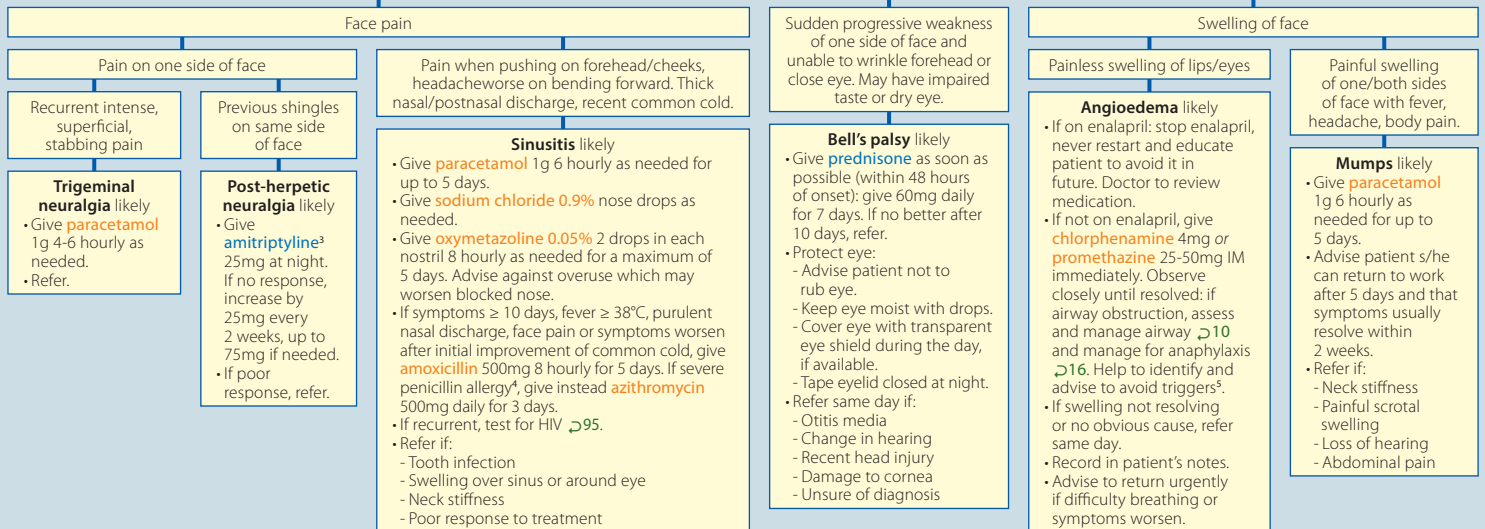 Face pain
Pain on one side of face
Recurrent intense,
superficial,
stabbing pain
Trigeminal
neuralgia likely
• Give paracetamol
1g 4-6 hourly as
needed.
• Refer.
Previous shingles
on same side
of face
Post-herpetic
neuralgia likely
• Give
amitriptyline³
25mg at night.
If no response,
increase by
25mg every
2 weeks, up to
75mg if needed.
• If poor
response, refer.
Pain when pushing on forehead/cheeks,
headacheworse on bending forward. Thick
nasal/postnasal discharge, recent common cold.
Sinusitis likely
• Give paracetamol 1g 6 hourly as needed for
up to 5 days.
• Give sodium chloride 0.9% nose drops as
needed.
• Give oxymetazoline 0.05% 2 drops in each
nostril 8 hourly as needed for a maximum of
5 days. Advise against overuse which may
worsen blocked nose.
• If symptoms ≥ 10 days, fever ≥ 38°C, purulent
nasal discharge, face pain or symptoms worsen
after initial improvement of common cold, give
amoxicillin 500mg 8 hourly for 5 days. If severe
penicillin allergy⁴, give instead azithromycin
500mg daily for 3 days.
• If recurrent, test for HIV ⊃95.
• Refer if:
- Tooth infection
- Swelling over sinus or around eye
- Neck stiffness
- Poor response to treatment
Sudden progressive weakness
of one side of face and
unable to wrinkle forehead or
close eye. May have impaired
taste or dry eye.
Bell's palsy likely
• Give prednisone as soon as
possible (within 48 hours
of onset): give 60mg daily
for 7 days. If no better after
10 days, refer.
• Protect eye:
- Advise patient not to
rub eye.
- Keep eye moist with drops.
- Cover eye with transparent
eye shield during the day,
if available.
- Tape eyelid closed at night.
• Refer same day if:
- Otitis media
- Change in hearing
- Recent head injury
- Damage to cornea
- Unsure of diagnosis
Swelling of face
Painless swelling of lips/eyes
Angioedema likely
• If on enalapril: stop enalapril,
never restart and educate
patient to avoid it in
future. Doctor to review
medication.
• If not on enalapril, give
chlorphenamine 4mg or
promethazine 25-50mg IM
immediately. Observe
closely until resolved: if
airway obstruction, assess
and manage airway ⊃10
and manage for anaphylaxis
⊃16. Help to identify and
advise to avoid triggers⁵.
• If swelling not resolving
or no obvious cause, refer
same day.
• Record in patient's notes.
• Advise to return urgently
if difficulty breathing or
symptoms worsen.
Painful swelling
of one/both sides
of face with fever,
headache, body pain.
Mumps likely
• Give paracetamol
1g 6 hourly as
needed for up to
5 days.
• Advise patient s/he
can return to work
after 5 days and that
symptoms usually
resolve within
2 weeks.
• Refer if:
- Neck stiffness
- Painful scrotal
swelling
- Loss of hearing
- Abdominal pain